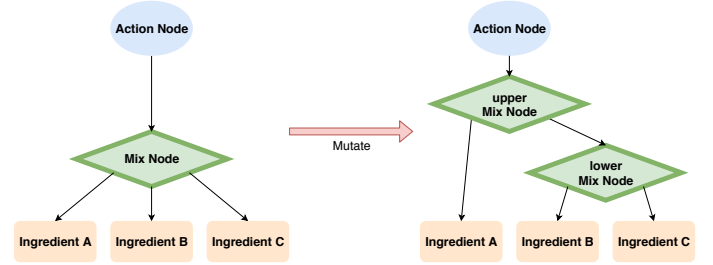 Action Node
Mix Node
Ingredient A
Ingredient B
Ingredient C
Mutate
Action Node
upper
Mix Node
lower
Mix Node
Ingredient A
Ingredient B
Ingredient C